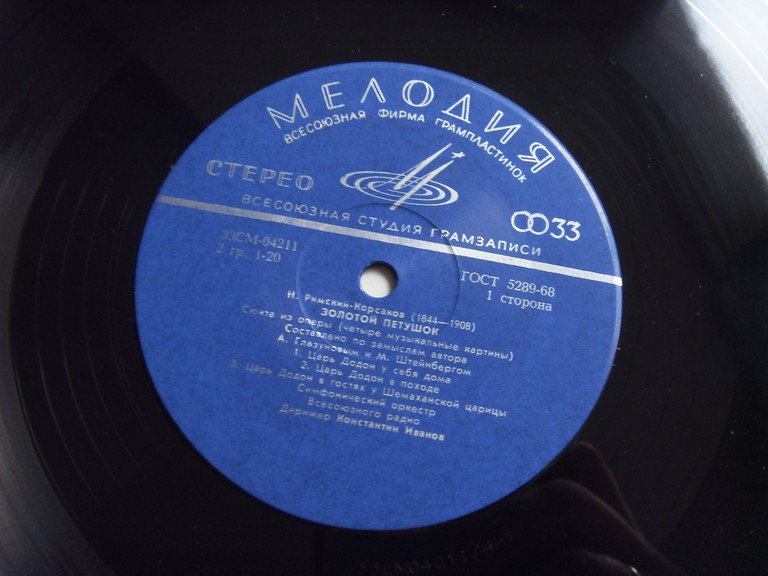 МЕЛОДИЯ
ВСЕСОЮЗНАЯ ФИРМА ГРАМПЛАСТИНОК
СТЕРЕО
33
ВСЕСОЮЗНАЯ СТУДИЯ ГРАМЗАПИСИ
33СМ-04211
2 гр. 1-20
ГОСТ 5289-68
1 сторона
Н. Римский-Корсаков (1844—1908)
ЗОЛОТОЙ ПЕТУШОК
Сюита из оперы (четыре музыкальные картины)
Составлено по замыслам автора
А. Глазуновым и М. Штейнбергом
1. Царь Додон у себя дома
2. Царь Додон в походе
3. Царь Додон в гостях у Шемаханской царицы
Симфонический оркестр
Всесоюзного радио
Дирижер Константин Иванов